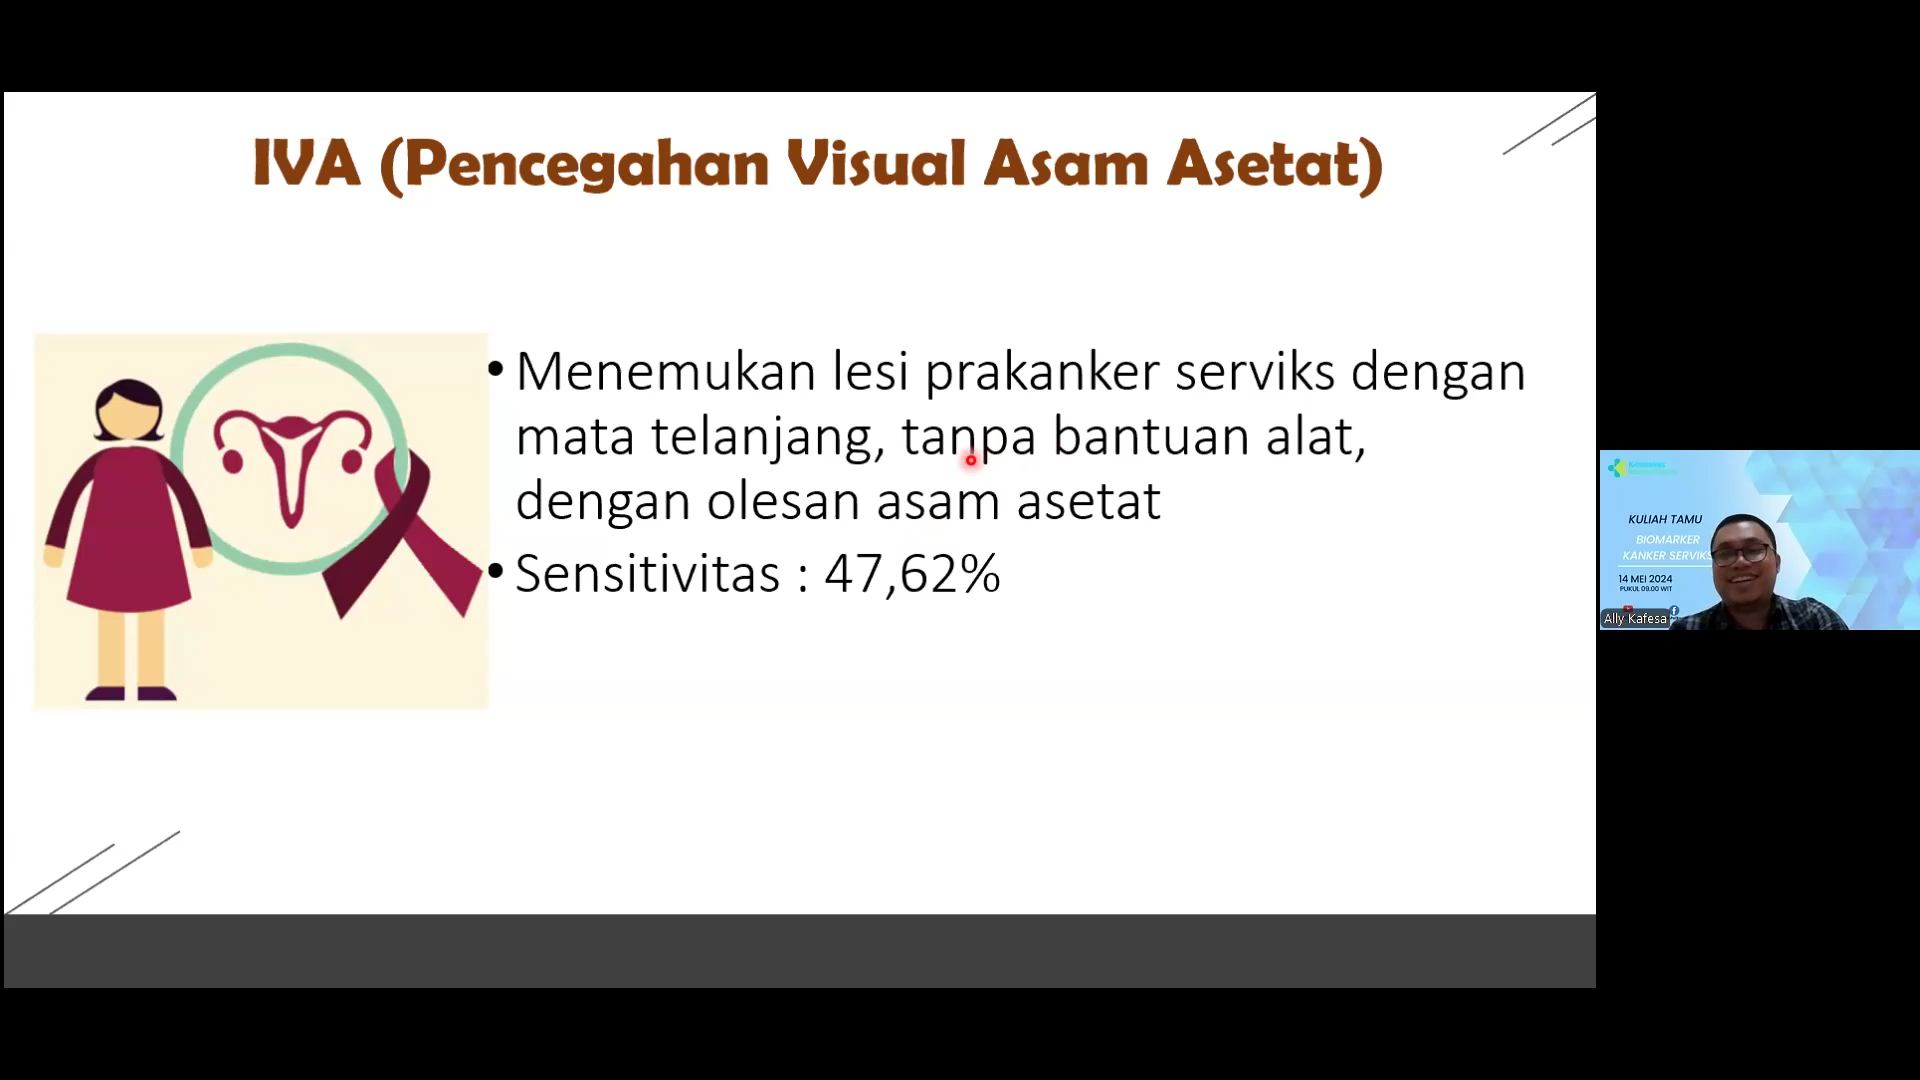 IVA (Pencegahan Visual Asam Asetat)
• Menemukan lesi prakanker serviks dengan
mata telanjang, tanpa bantuan alat,
dengan olesan asam asetat
• Sensitivitas : 47,62%
KULIAH TAMU
BIOMARKER
KANKER SERVIKS
14 MEI 2024
PUKUL 09.00 WIT
Ally Kafesa